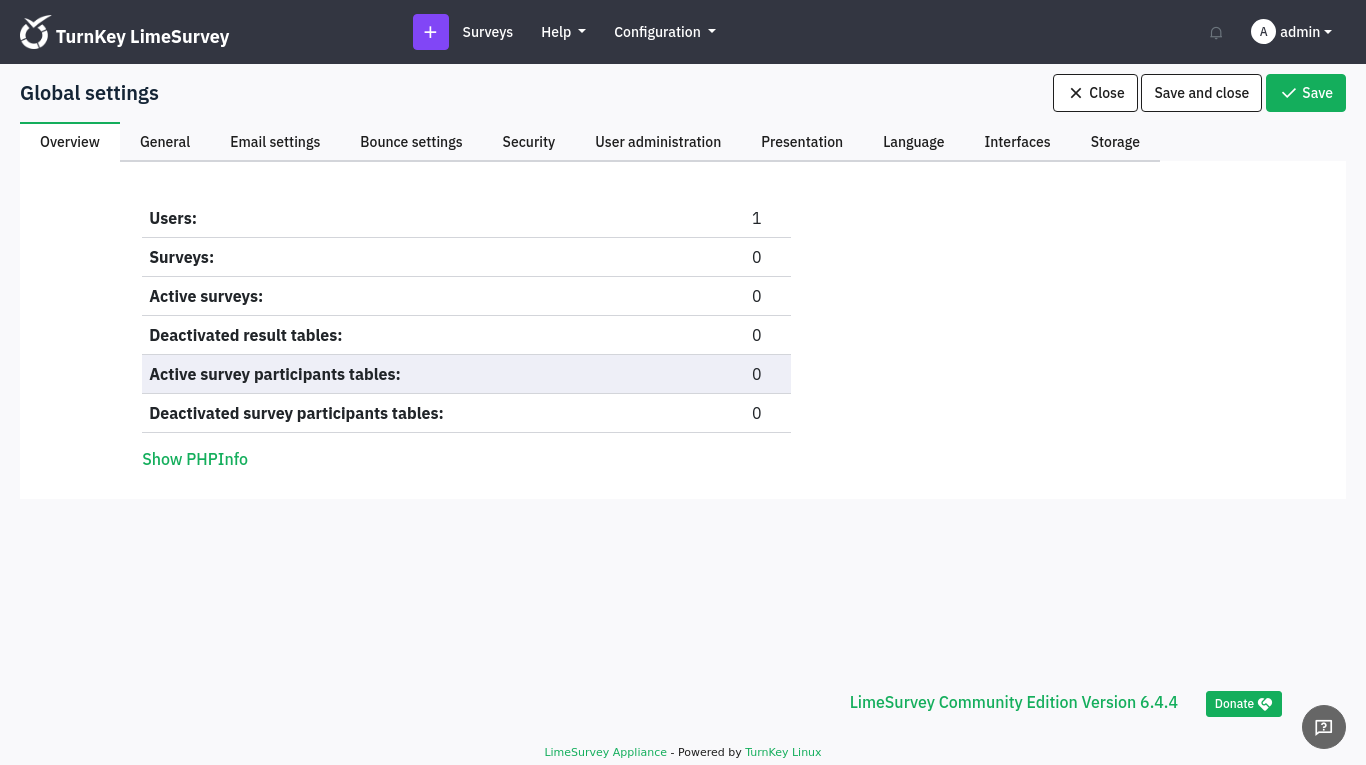 TurnKey LimeSurvey
+ Surveys Help Configuration
A admin
Global settings
Close Save and close Save
Overview General Email settings Bounce settings Security User administration Presentation Language Interfaces Storage
Users: 1
Surveys: 0
Active surveys: 0
Deactivated result tables: 0
Active survey participants tables: 0
Deactivated survey participants tables: 0
Show PHPInfo
LimeSurvey Community Edition Version 6.4.4 Donate
?
LimeSurvey Appliance - Powered by TurnKey Linux